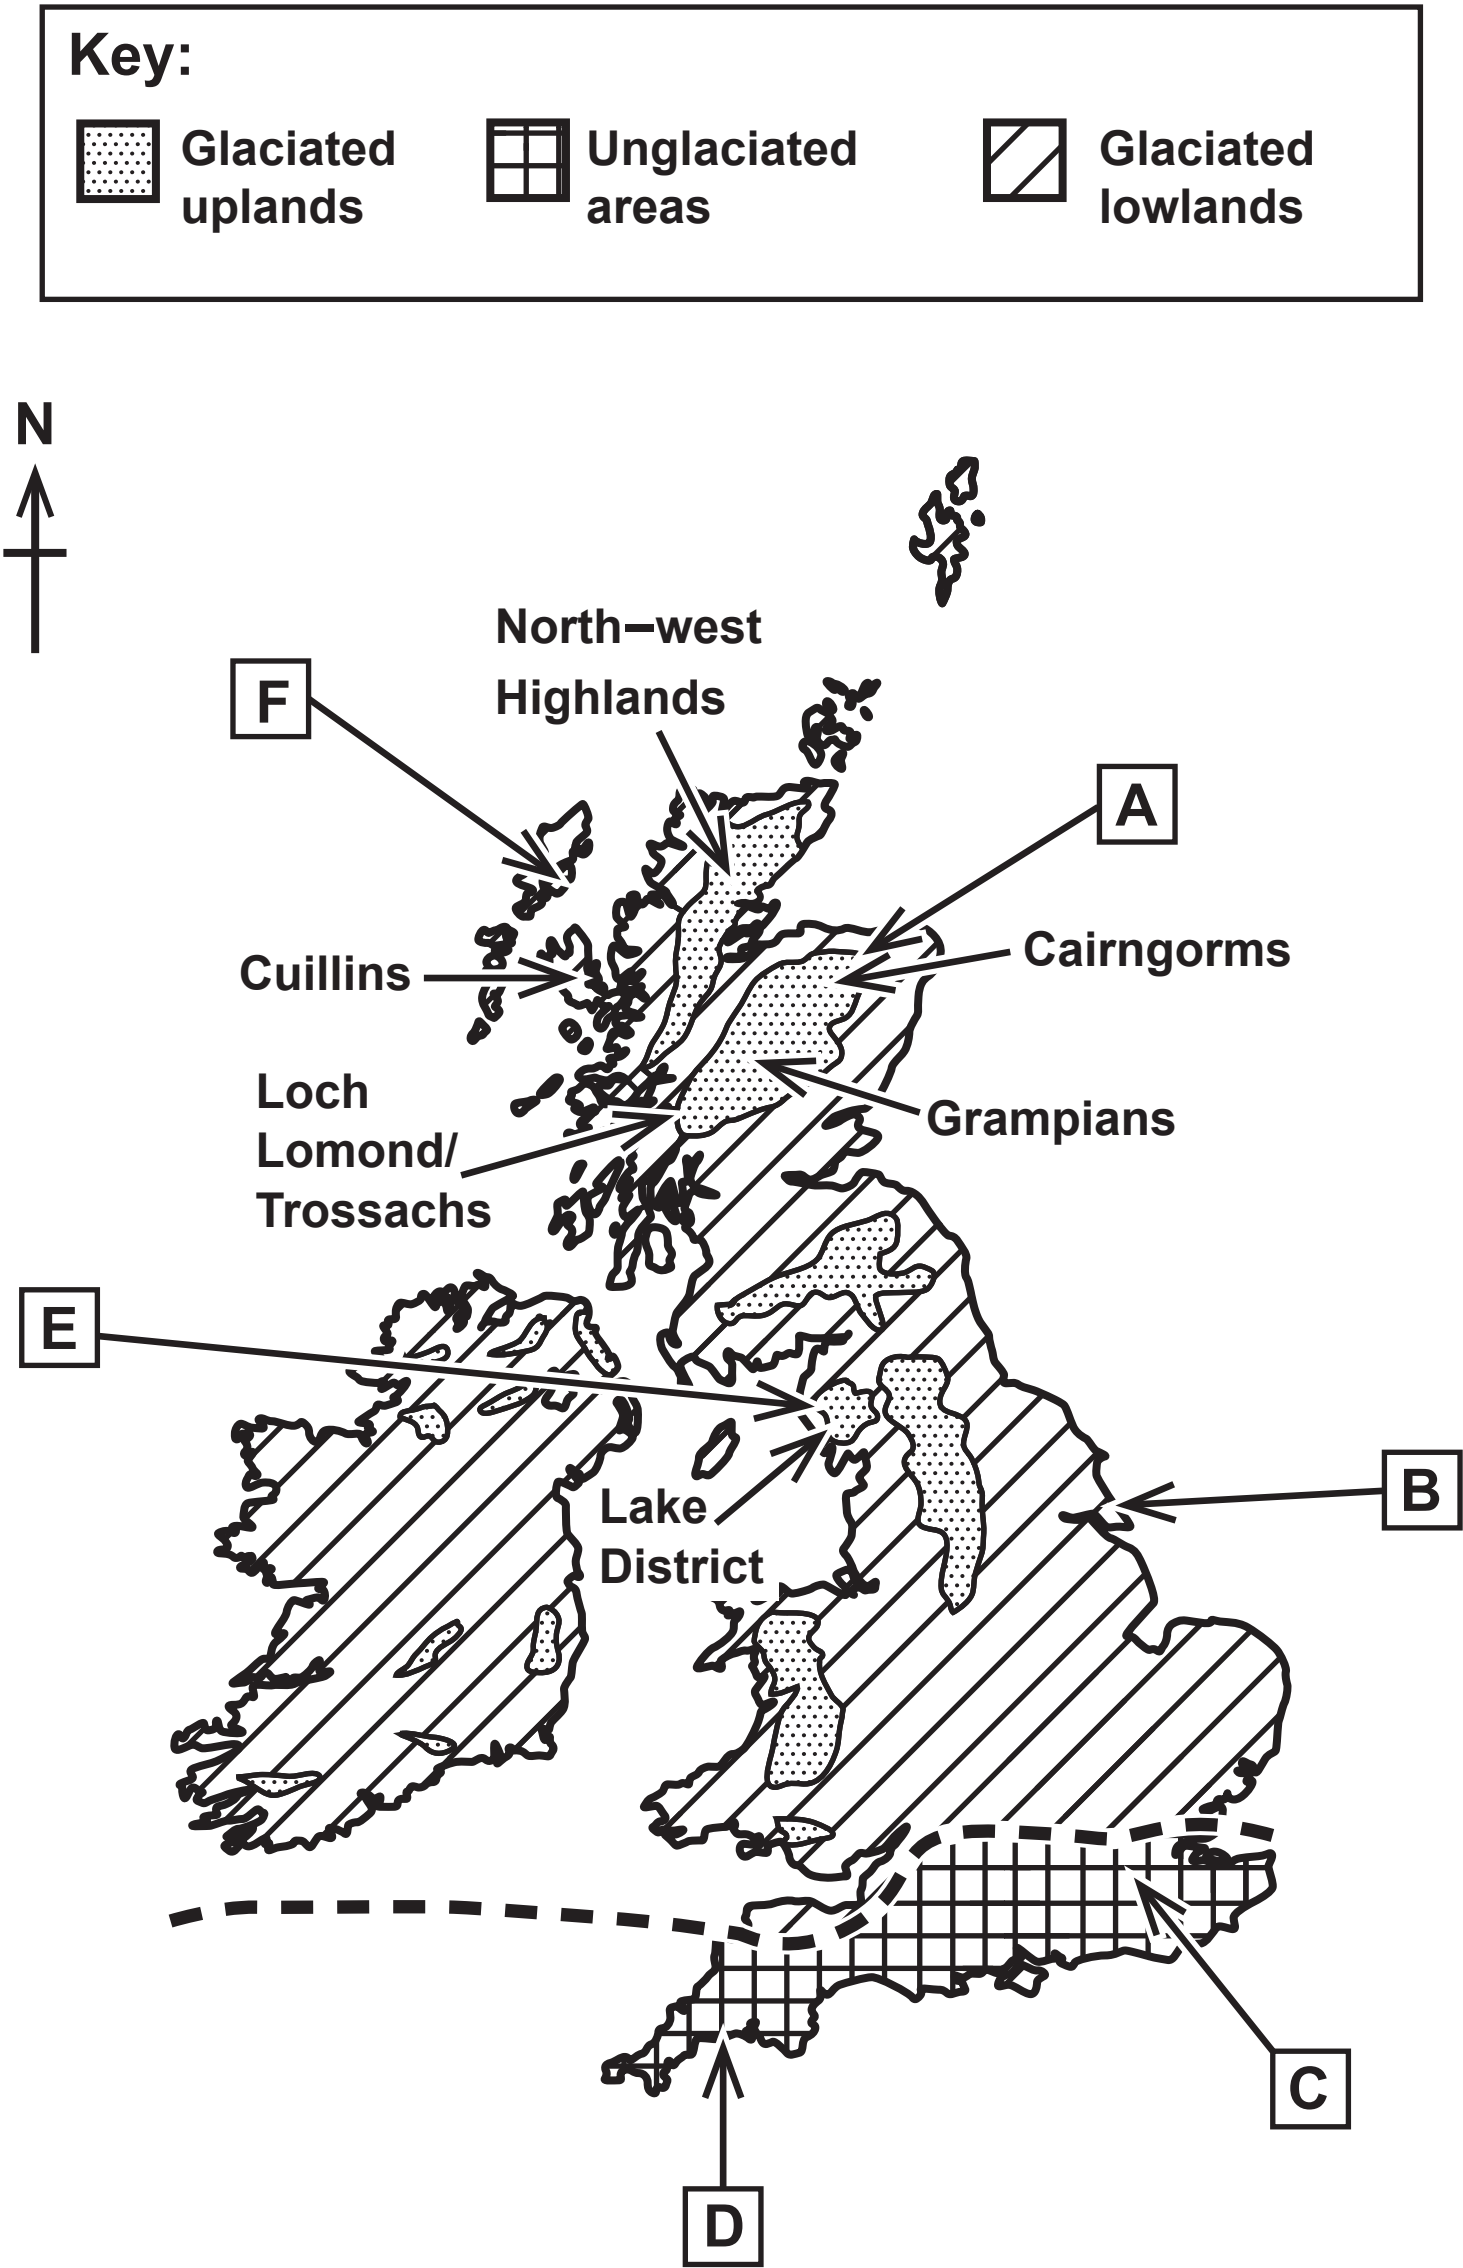 Key:
Glaciated
uplands
Unglaciated
areas
Glaciated
lowlands
N
North–west
Highlands
F
A
Cuillins
Cairngorms
Loch
Lomond/
Trossachs
Grampians
E
B
Lake
District
C
D